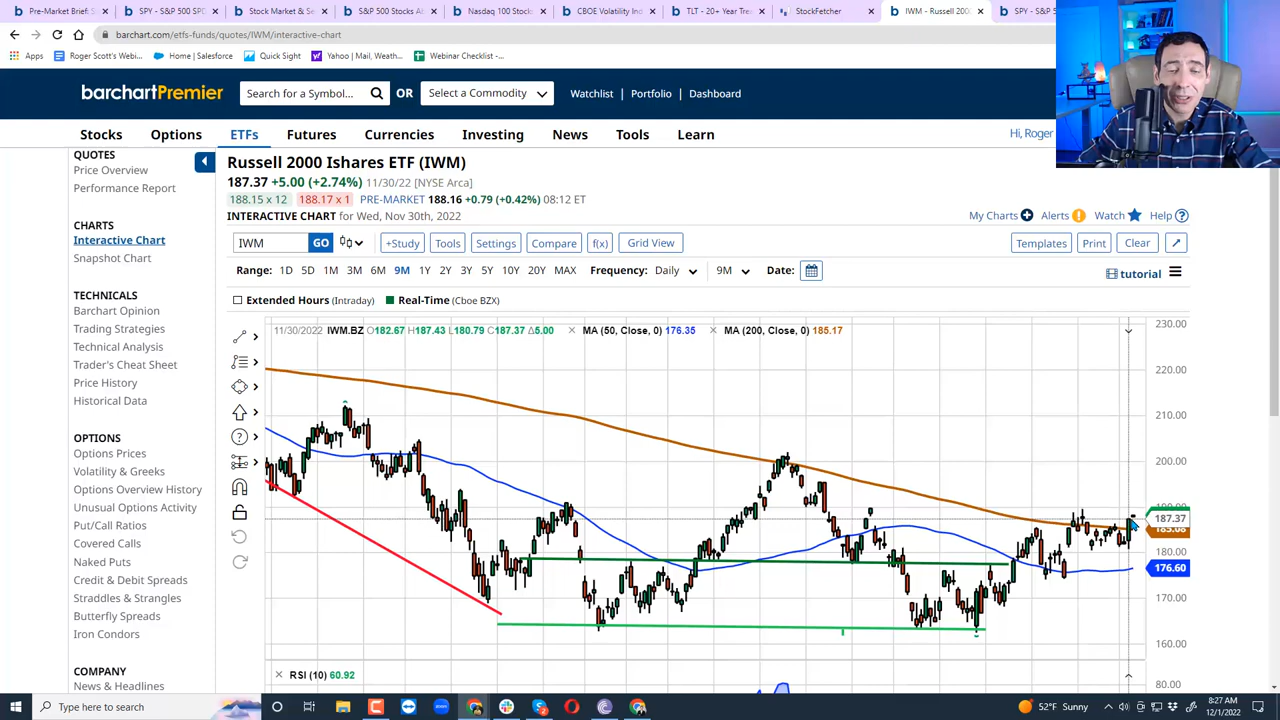 Pre-Market Brief S
SPY - S&P 500 SPD
Stock Market & Se
S&P 500 Stocks Ab
Nasdaq 100 Stock
CBOE Volatility Ind
TLT - 20+ Year Trea
StockFetcher
IWM - Russell 2000
SPY - S&P 500 S
barchart.com/etfs-funds/quotes/IWM/interactive-chart
Apps
Roger Scott's Webi...
Home | Salesforce
Quick Sight
Yahoo | Mail, Weath...
Webinar Checklist -...
barchartPremier
Search for a Symbol...
OR
Select a Commodity
Watchlist | Portfolio | Dashboard
Stocks Options ETFs Futures Currencies Investing News Tools Learn
Hi, Roger
QUOTES
Price Overview
Performance Report
CHARTS
Interactive Chart
Snapshot Chart
TECHNICALS
Barchart Opinion
Trading Strategies
Technical Analysis
Trader's Cheat Sheet
Price History
Historical Data
OPTIONS
Options Prices
Volatility & Greeks
Options Overview History
Unusual Options Activity
Put/Call Ratios
Covered Calls
Naked Puts
Credit & Debit Spreads
Straddles & Strangles
Butterfly Spreads
Iron Condors
COMPANY
News & Headlines
Russell 2000 Ishares ETF (IWM)
187.37 +5.00 (+2.74%) 11/30/22 [NYSE Arca]
188.15 x 12 188.17 x 1 PRE-MARKET 188.16 +0.79 (+0.42%) 08:12 ET
INTERACTIVE CHART for Wed, Nov 30th, 2022
My Charts Alerts Watch Help
IWM GO +Study Tools Settings Compare f(x) Grid View Templates Print Clear
Range: 1D 5D 1M 3M 6M 9M 1Y 2Y 3Y 5Y 10Y 20Y MAX Frequency: Daily 9M Date:
tutorial
Extended Hours (Intraday) Real-Time (Cboe BZX)
11/30/2022 IWM.BZ O182.67 H187.43 L180.79 C187.37 Δ5.00 MA (50, Close, 0) 176.35 MA (200, Close, 0) 185.17
230.00
220.00
210.00
200.00
190.00
187.37
180.00
176.60
170.00
160.00
RSI (10) 60.92
80.00
Type here to search
52°F Sunny
8:27 AM
12/1/2022